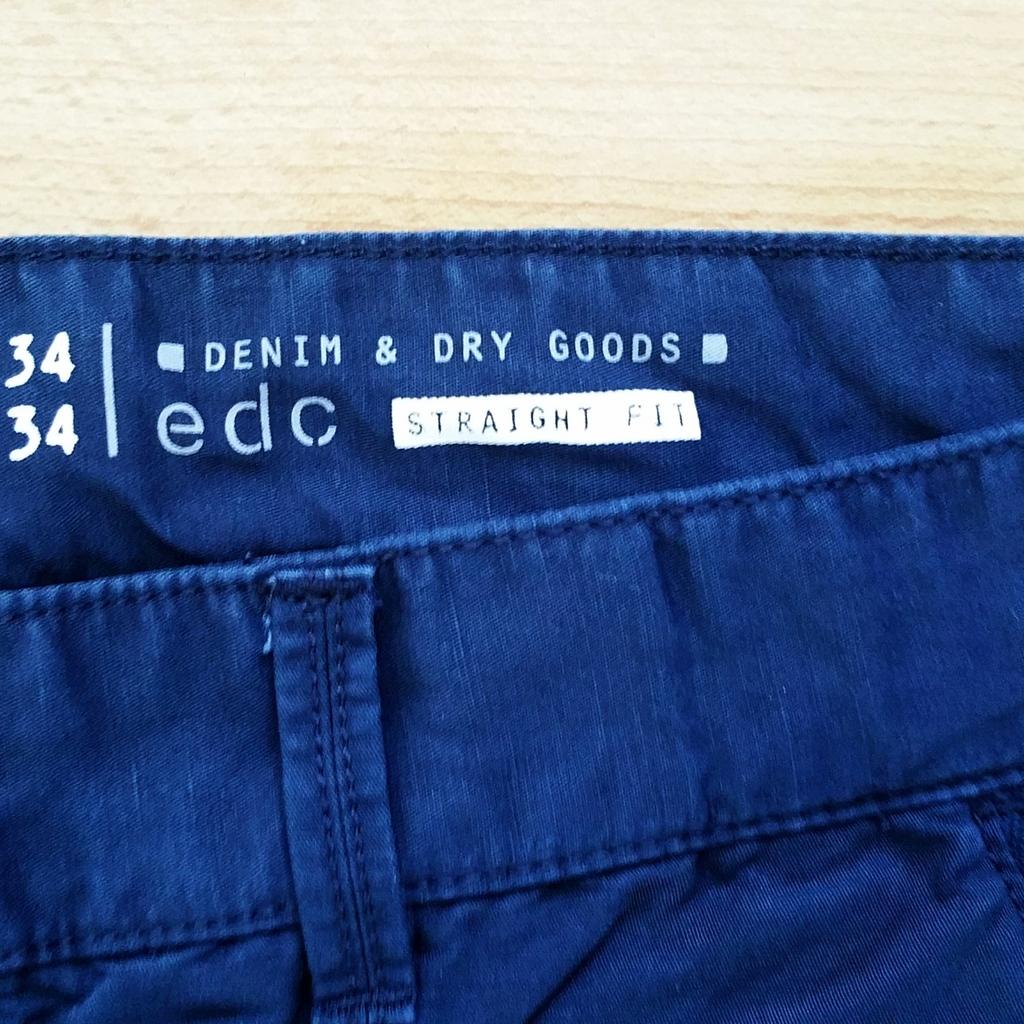 34
34
DENIM & DRY GOODS
edc
STRAIGHT FIT